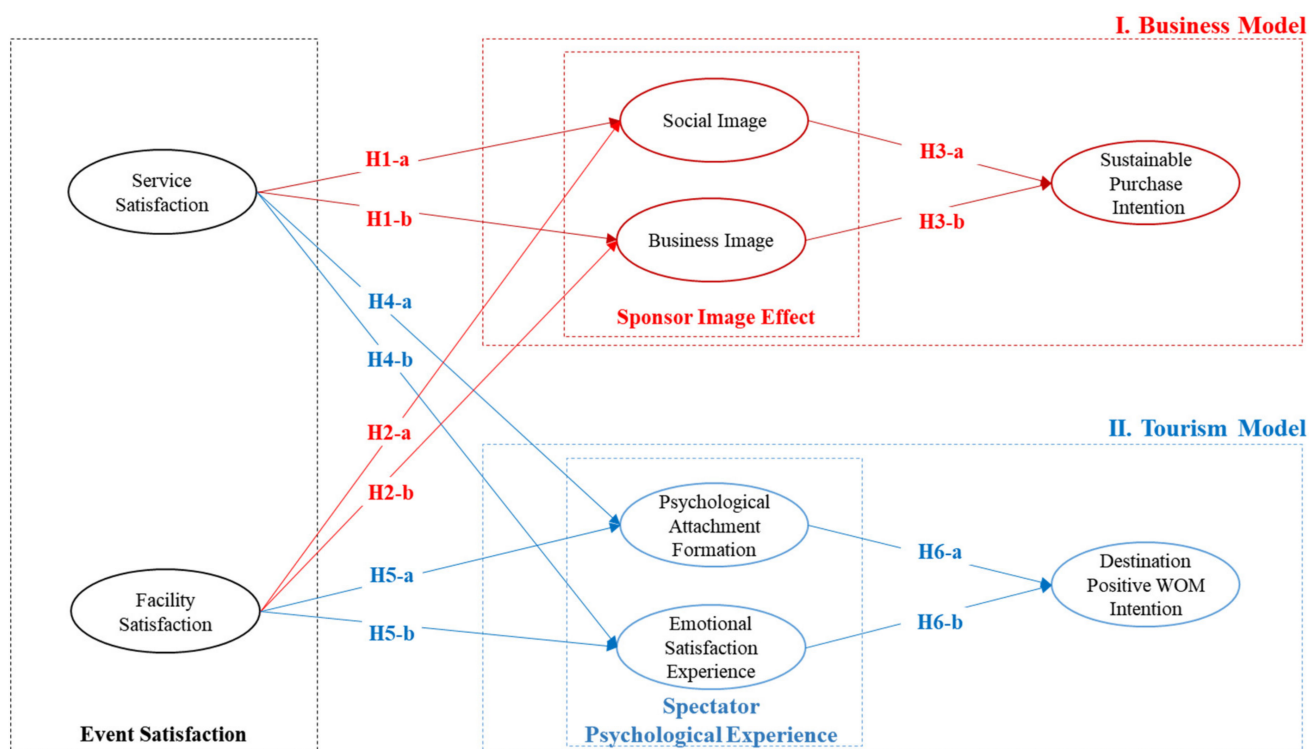 I. Business Model
Service
Satisfaction
H1-a
H1-b
Social Image
Business Image
Sponsor Image Effect
H3-a
H3-b
Sustainable
Purchase
Intention
H4-a
H4-b
H2-a
H2-b
II. Tourism Model
Facility
Satisfaction
H5-a
H5-b
Psychological
Attachment
Formation
Emotional
Satisfaction
Experience
H6-a
H6-b
Destination
Positive WOM
Intention
Event Satisfaction
Spectator
Psychological Experience